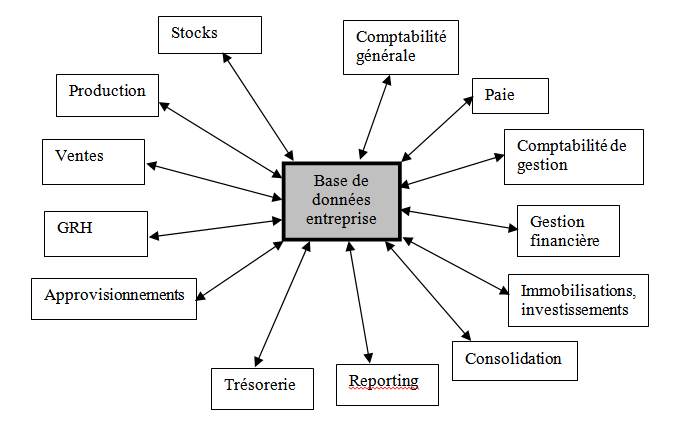 Stocks
Comptabilité
générale
Production
Paie
Ventes
Comptabilité de
gestion
Base de
données
entreprise
GRH
Gestion
financière
Approvisionnements
Immobilisations,
investissements
Consolidation
Trésorerie
Reporting